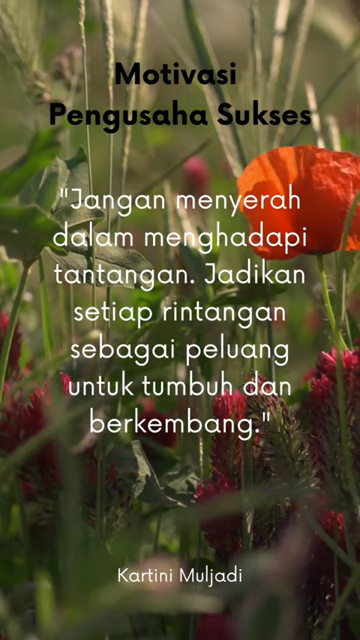 Motivasi
Pengusaha Sukses
"Jangan menyerah
dalam menghadapi
tantangan. Jadikan
setiap rintangan
sebagai peluang
untuk tumbuh dan
berkembang."
Kartini Muljadi